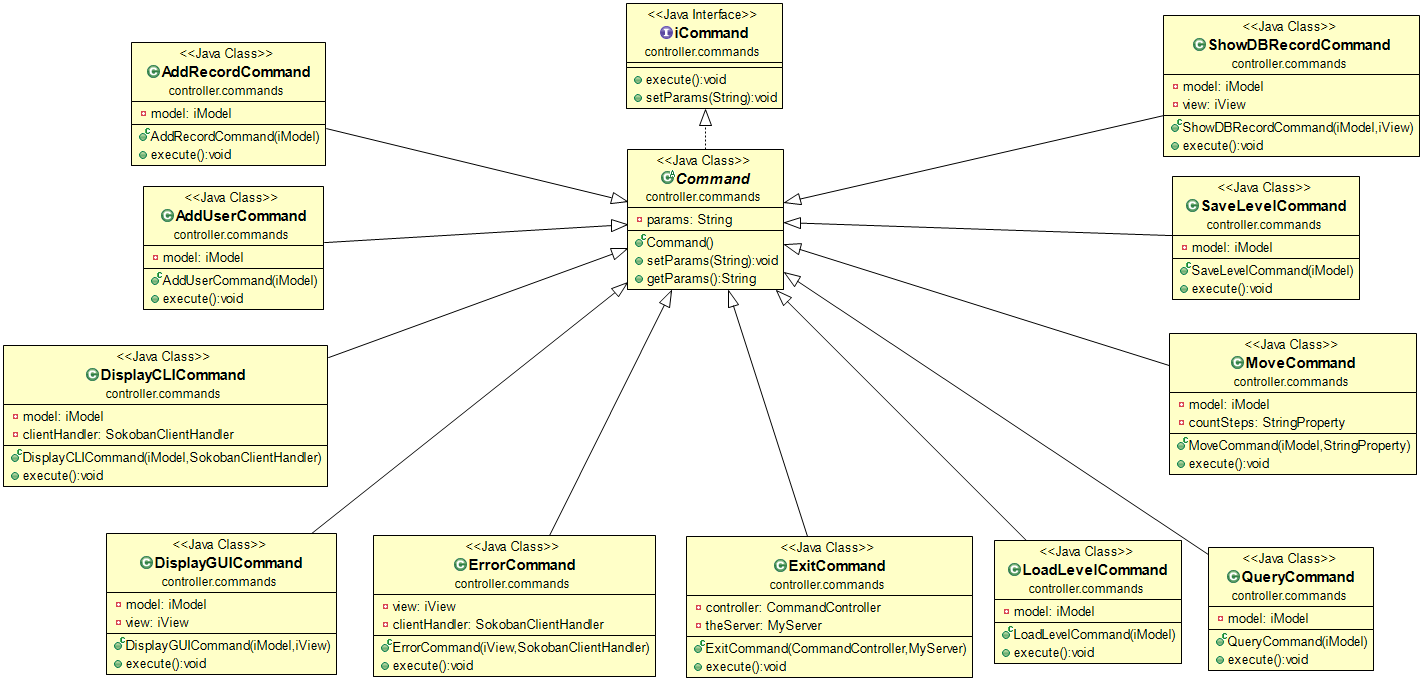 <<Java Interface>>
iCommand
controller.commands
execute():void
setParams(String):void
<<Java Class>>
AddRecordCommand
controller.commands
model: iModel
AddRecordCommand(iModel)
execute():void
<<Java Class>>
ShowDBRecordCommand
controller.commands
model: iModel
view: iView
ShowDBRecordCommand(iModel,iView)
execute():void
<<Java Class>>
Command
controller.commands
params: String
Command()
setParams(String):void
getParams():String
<<Java Class>>
AddUserCommand
controller.commands
model: iModel
AddUserCommand(iModel)
execute():void
<<Java Class>>
SaveLevelCommand
controller.commands
model: iModel
SaveLevelCommand(iModel)
execute():void
<<Java Class>>
DisplayCLICommand
controller.commands
model: iModel
clientHandler: SokobanClientHandler
DisplayCLICommand(iModel,SokobanClientHandler)
execute():void
<<Java Class>>
MoveCommand
controller.commands
model: iModel
countSteps: StringProperty
MoveCommand(iModel,StringProperty)
execute():void
<<Java Class>>
DisplayGUICommand
controller.commands
model: iModel
view: iView
DisplayGUICommand(iModel,iView)
execute():void
<<Java Class>>
ErrorCommand
controller.commands
view: iView
clientHandler: SokobanClientHandler
ErrorCommand(iView,SokobanClientHandler)
execute():void
<<Java Class>>
ExitCommand
controller.commands
controller: CommandController
theServer: MyServer
ExitCommand(CommandController,MyServer)
execute():void
<<Java Class>>
LoadLevelCommand
controller.commands
model: iModel
LoadLevelCommand(iModel)
execute():void
<<Java Class>>
QueryCommand
controller.commands
model: iModel
QueryCommand(iModel)
execute():void